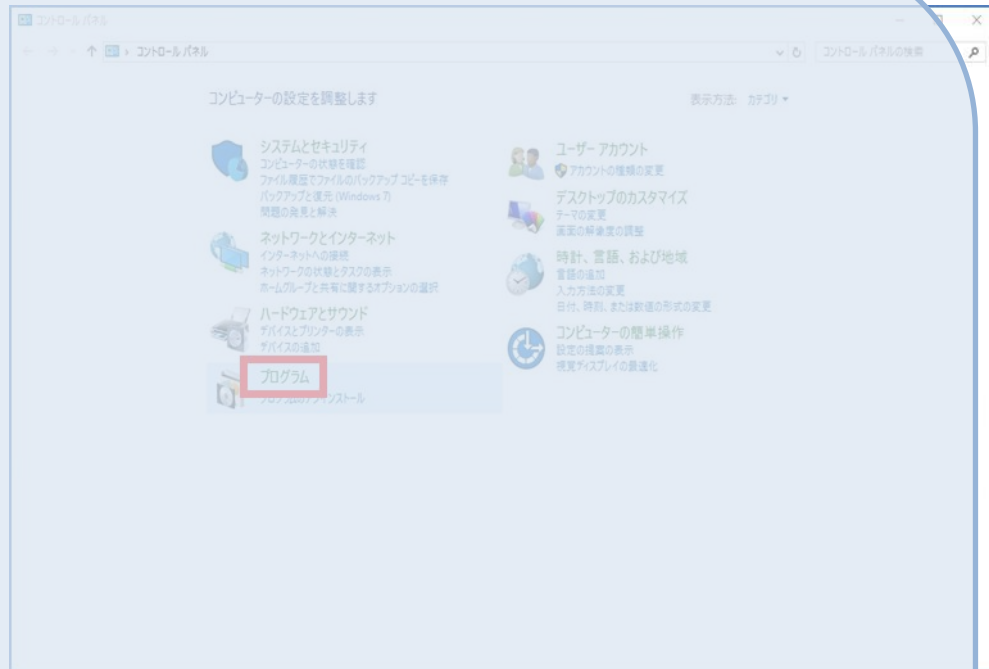 コントロール パネル
コントロール パネル
コントロール パネルの検索
コンピューターの設定を調整します
表示方法: カテゴリ
システムとセキュリティ
コンピューターの状態を確認
ファイル履歴でファイルのバックアップ コピーを保存
バックアップと復元 (Windows 7)
問題の発見と解決
ネットワークとインターネット
インターネットへの接続
ネットワークの状態とタスクの表示
ホームグループと共有に関するオプションの選択
ハードウェアとサウンド
デバイスとプリンターの表示
デバイスの追加
プログラム
プログラムのアンインストール
ユーザー アカウント
アカウントの種類の変更
デスクトップのカスタマイズ
テーマの変更
画面の解像度の調整
時計、言語、および地域
言語の追加
入力方法の変更
日付、時刻、または数値の形式の変更
コンピューターの簡単操作
設定の提案の表示
視覚ディスプレイの最適化